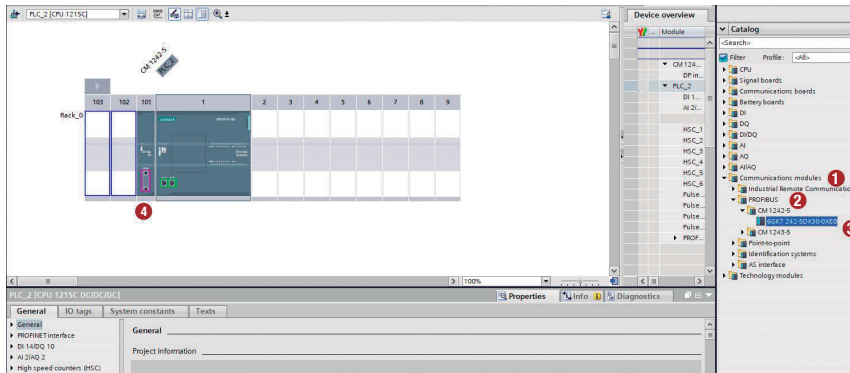 PLC_2 [CPU 1215C]
Device overview
Module
CM 124...
DP in...
PLC_2
DI 1...
AI 2/...
HSC_1
HSC_2
HSC_3
HSC_4
HSC_5
HSC_6
Pulse...
Pulse...
Pulse...
Pulse...
PROF...
CM 1242-5
PLC_2
103 102 101 1 2 3 4 5 6 7 8 9
Rack_0
SIEMENS
4
100%
Catalog
<Search>
Filter Profile: <All>
CPU
Signal boards
Communications boards
Battery boards
DI
DQ
DI/DQ
AI
AQ
AI/AQ
Communications modules 1
Industrial Remote Communication
PROFIBUS 2
CM 1242-5
6GK7 242-5DX30-0XE0 3
CM 1243-5
Point-to-point
Identification systems
AS interface
Technology modules
PLC_2 [CPU 1215C DC/DC/DC]
Properties Info Diagnostics
General IO tags System constants Texts
General
PROFINET interface
DI 14/DQ 10
AI 2/AQ 2
High speed counters (HSC)
General
Project information